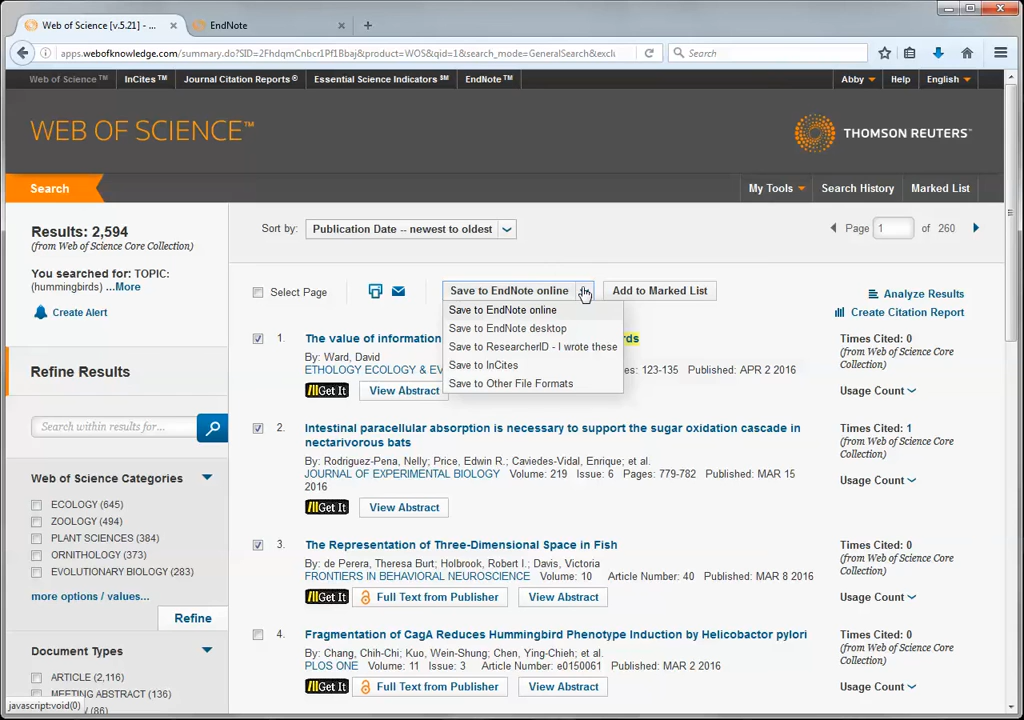 Web of Science [v.5.21] - ...
EndNote
apps.webofknowledge.com/summary.do?SID=2FhdqmCnbcr1Pf1Bbaj&product=WOS&qid=1&search_mode=GeneralSearch&excl
Search
Web of Science ™
InCites ™
Journal Citation Reports ®
Essential Science Indicators ℠
EndNote ™
Abby
Help
English
WEB OF SCIENCE™
THOMSON REUTERS™
Search
My Tools
Search History
Marked List
Results: 2,594
(from Web of Science Core Collection)
You searched for: TOPIC:
(hummingbirds) ...More
Create Alert
Sort by:
Publication Date -- newest to oldest
Page 1 of 260
Select Page
Save to EndNote online
Add to Marked List
Save to EndNote online
Save to EndNote desktop
Save to ResearcherID - I wrote these
Save to InCites
Save to Other File Formats
Analyze Results
Create Citation Report
1. The value of information
rds
By: Ward, David
ETHOLOGY ECOLOGY & EV
es: 123-135 Published: APR 2 2016
Get It
View Abstract
Times Cited: 0
(from Web of Science Core Collection)
Usage Count
Refine Results
Search within results for...
Web of Science Categories
ECOLOGY (645)
ZOOLOGY (494)
PLANT SCIENCES (384)
ORNITHOLOGY (373)
EVOLUTIONARY BIOLOGY (283)
more options / values...
Refine
Document Types
ARTICLE (2,116)
MEETING ABSTRACT (136)
(86)
javascript:void(0)
2. Intestinal paracellular absorption is necessary to support the sugar oxidation cascade in
nectarivorous bats
By: Rodriguez-Pena, Nelly; Price, Edwin R.; Caviedes-Vidal, Enrique; et al.
JOURNAL OF EXPERIMENTAL BIOLOGY Volume: 219 Issue: 6 Pages: 779-782 Published: MAR 15
2016
Get It
View Abstract
Times Cited: 1
(from Web of Science Core Collection)
Usage Count
3. The Representation of Three-Dimensional Space in Fish
By: de Perera, Theresa Burt; Holbrook, Robert I.; Davis, Victoria
FRONTIERS IN BEHAVIORAL NEUROSCIENCE Volume: 10 Article Number: 40 Published: MAR 8 2016
Get It
Full Text from Publisher
View Abstract
Times Cited: 0
(from Web of Science Core Collection)
Usage Count
4. Fragmentation of CagA Reduces Hummingbird Phenotype Induction by Helicobactor pylori
By: Chang, Chih-Chi; Kuo, Wein-Shung; Chen, Ying-Chieh; et al.
PLOS ONE Volume: 11 Issue: 3 Article Number: e0150061 Published: MAR 2 2016
Get It
Full Text from Publisher
View Abstract
Times Cited: 0
(from Web of Science Core Collection)
Usage Count